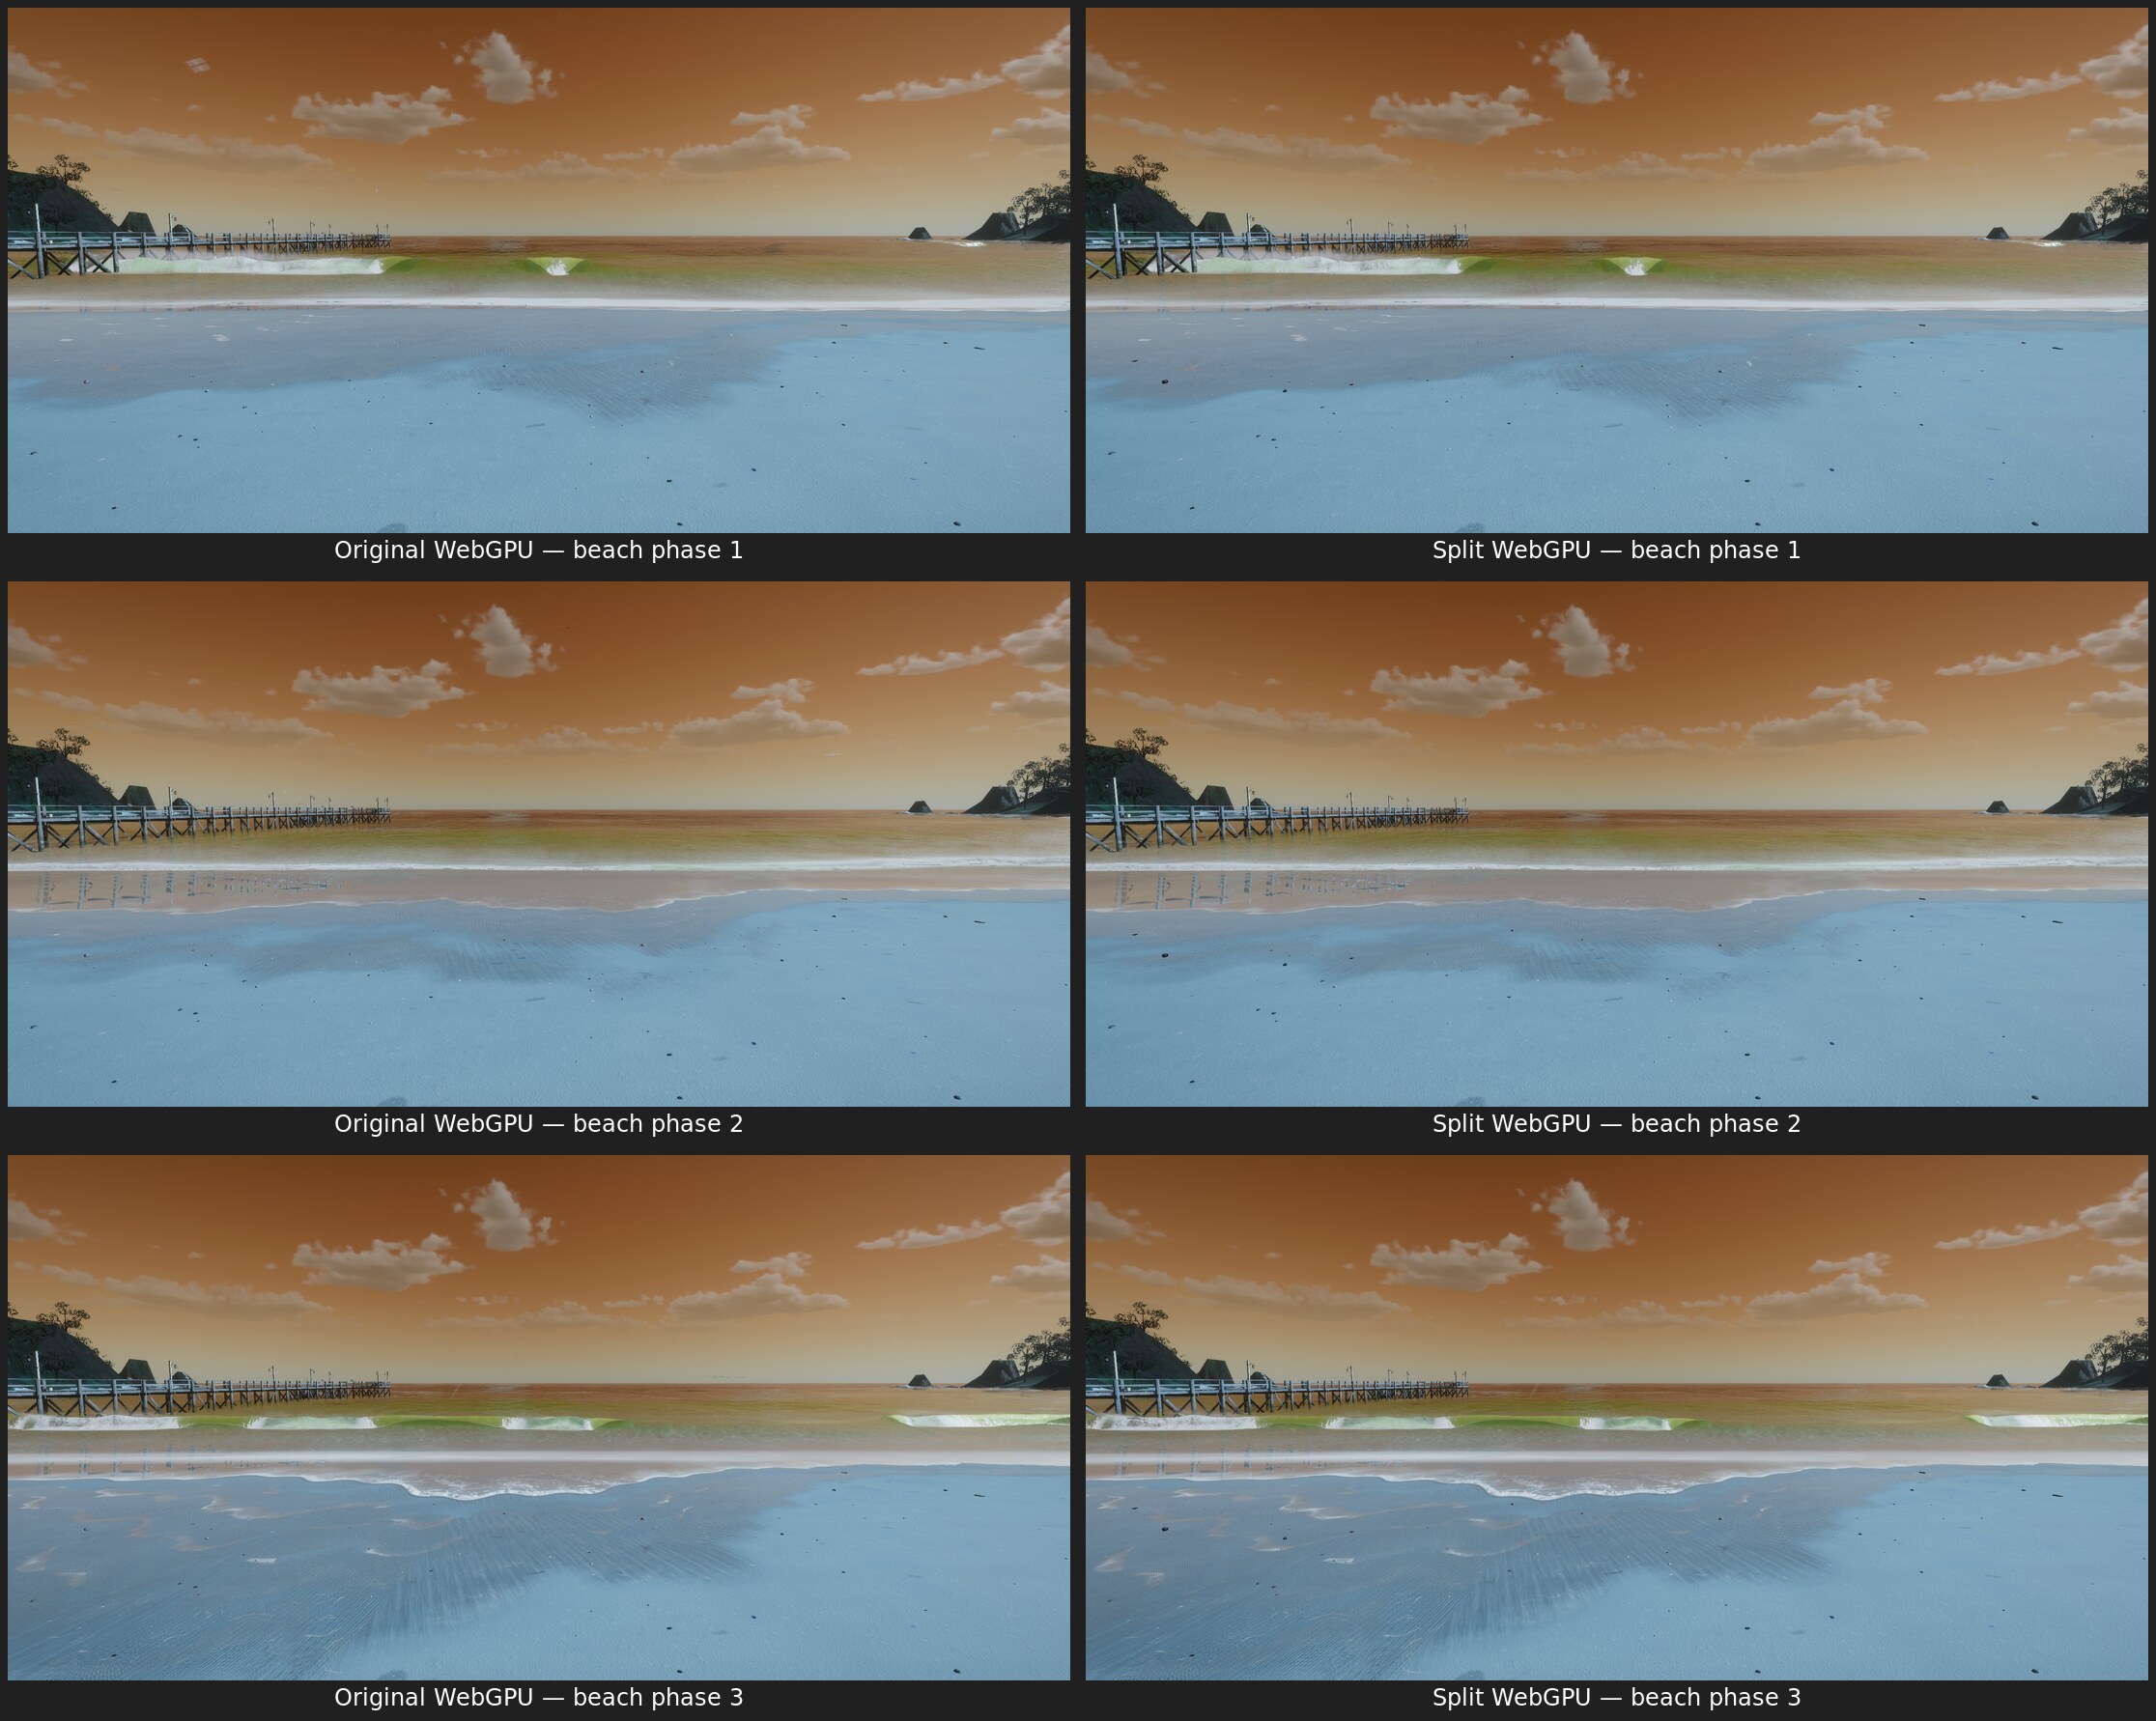 Original WebGPU — beach phase 1
Split WebGPU — beach phase 1
Original WebGPU — beach phase 2
Split WebGPU — beach phase 2
Original WebGPU — beach phase 3
Split WebGPU — beach phase 3